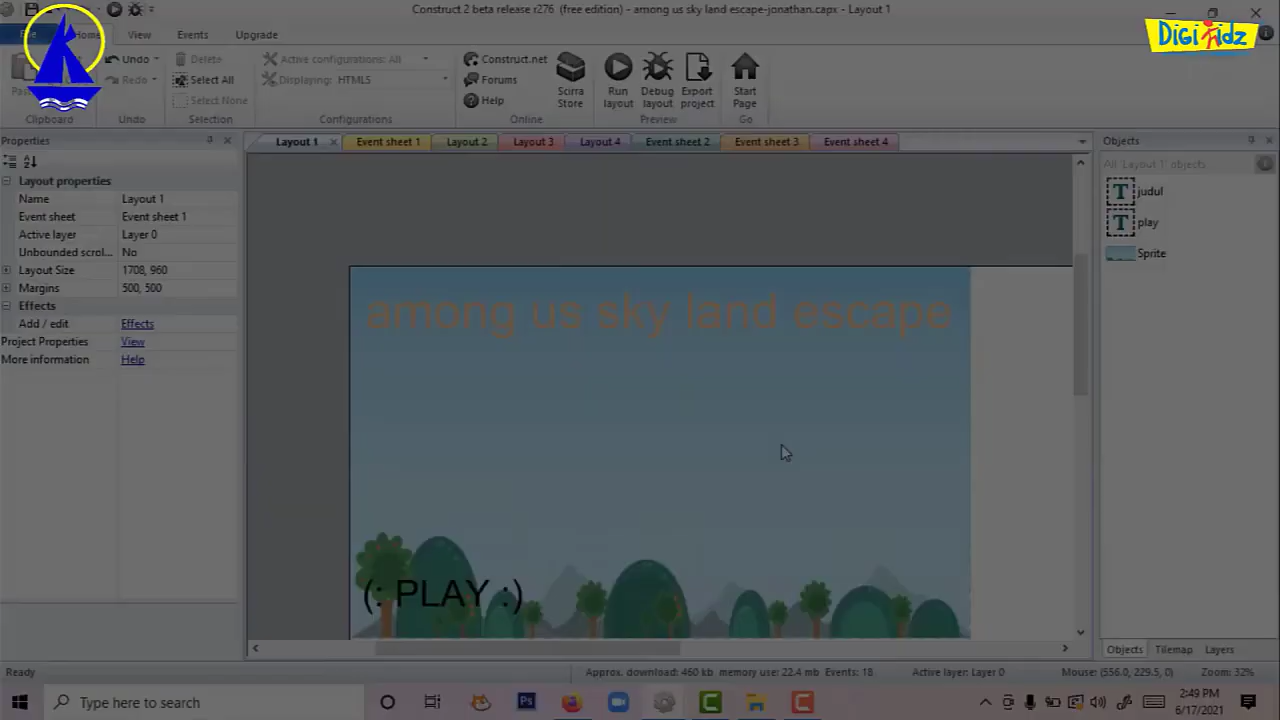 Construct 2 beta release r276 (free edition) - among us sky land escape-jonathan.capx - Layout 1
DIGIKIDZ
Home View Events Upgrade
Undo Delete Active configurations: All Construct.net
Redo Select All Displaying: HTML5 Forums
Select None Help
Scirra Store
Run layout
Debug layout
Export project
Start Page
Clipboard Undo Selection Configurations Online Preview Go
Properties
Layout 1 Event sheet 1 Layout 2 Layout 3 Layout 4 Event sheet 2 Event sheet 3 Event sheet 4
Objects
All 'Layout 1' objects
Layout properties
Name Layout 1
Event sheet Event sheet 1
Active layer Layer 0
Unbounded scrol... No
Layout Size 1708, 960
Margins 500, 500
Effects
Add / edit Effects
Project Properties View
More information Help
T judul
T play
Sprite
among us sky land escape
(: PLAY :)
Objects Tilemap Layers
Ready
Approx. download: 460 kb memory use: 22.4 mb Events: 18 Active layer: Layer 0 Mouse: (556.0, 229.5, 0) Zoom: 32%
Type here to search
Ps
2:49 PM
6/17/2021